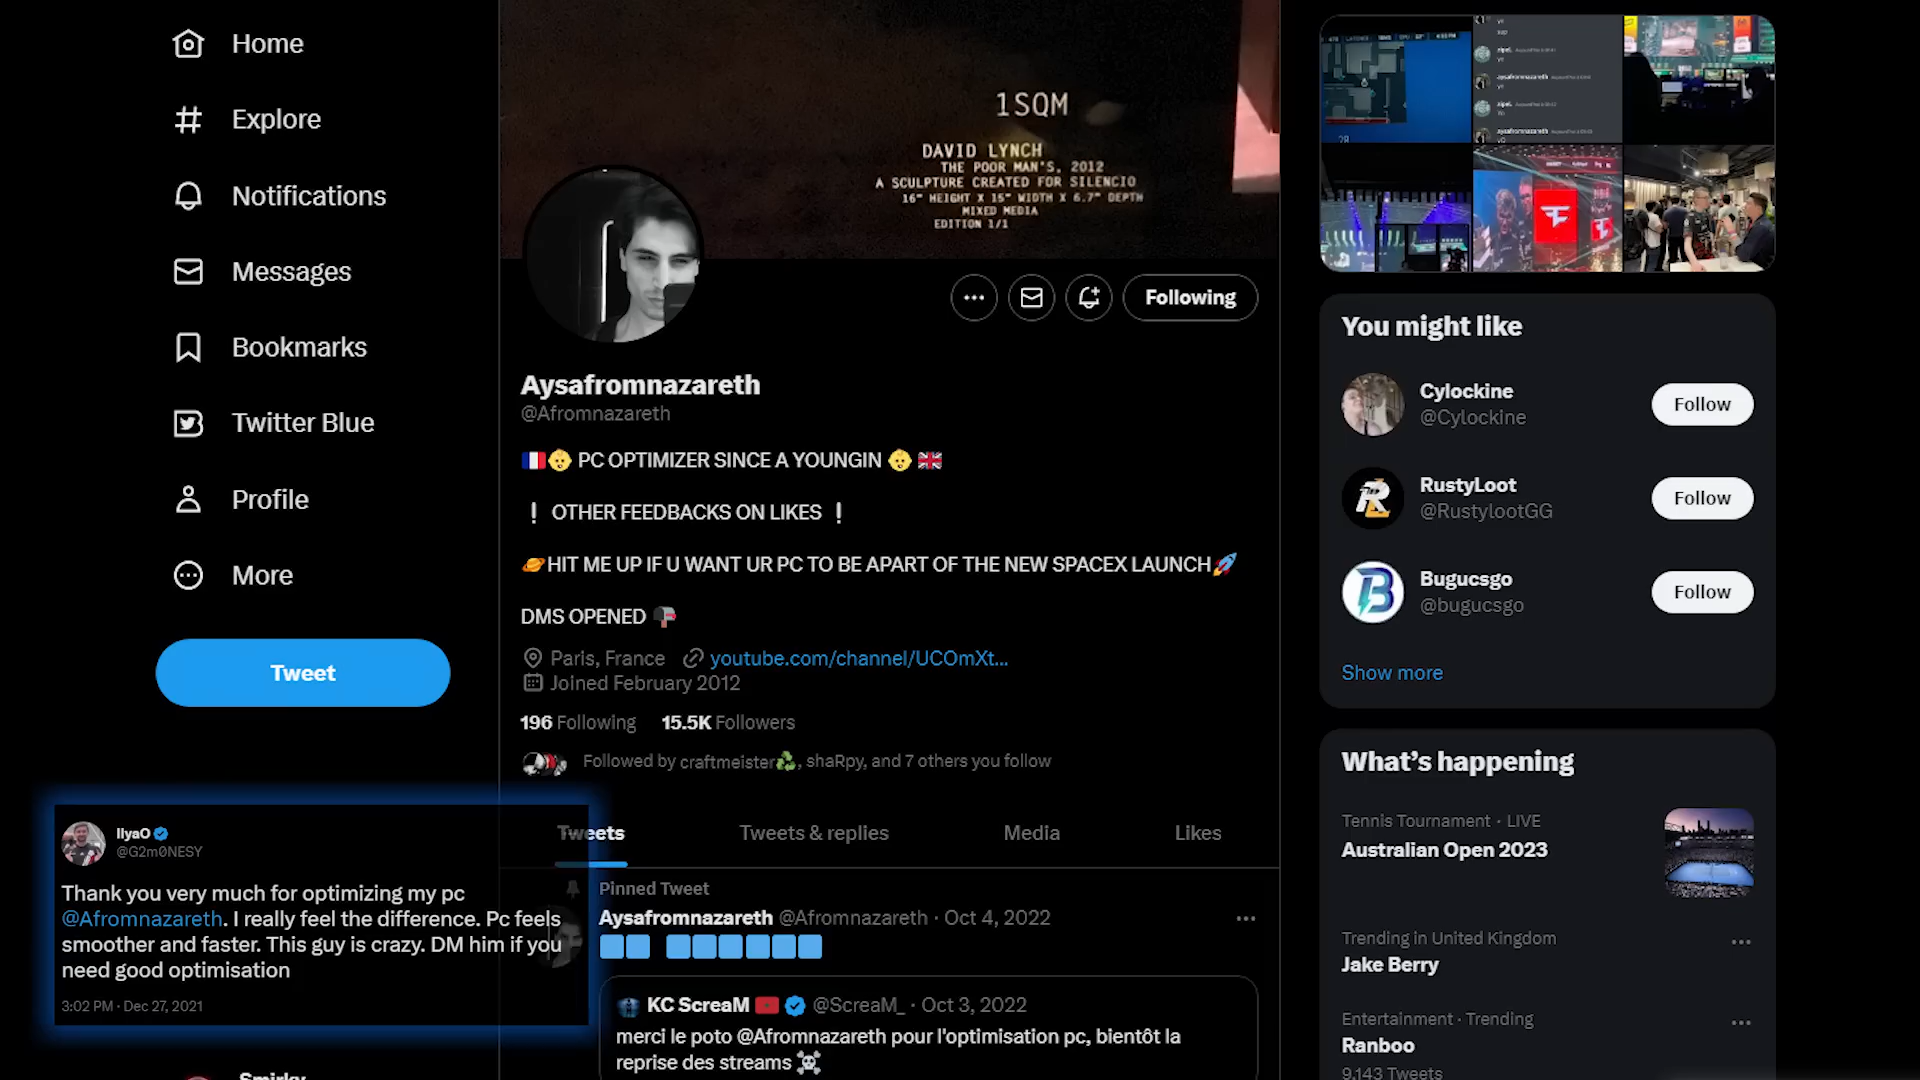 Home
Explore
Notifications
Messages
Bookmarks
Twitter Blue
Profile
More
Tweet
1SQM
DAVID LYNCH
THE POOR MAN'S, 2012
A SCULPTURE CREATED FOR SILENCIO
16" HEIGHT X 15" WIDTH X 6.7" DEPTH
MIXED MEDIA
EDITION 1/1
Following
Aysafromnazareth
@Afromnazareth
🇫🇷👶 PC OPTIMIZER SINCE A YOUNGIN 👶 🇬🇧
❕ OTHER FEEDBACKS ON LIKES ❕
🪐HIT ME UP IF U WANT UR PC TO BE APART OF THE NEW SPACEX LAUNCH🚀
DMS OPENED 📭
Paris, France youtube.com/channel/UCOmXt...
Joined February 2012
196 Following 15.5K Followers
Followed by craftmeister♻, shaRpy, and 7 others you follow
Tweets Tweets & replies Media Likes
Pinned Tweet
Aysafromnazareth @Afromnazareth · Oct 4, 2022
KC ScreaM 🇲🇦 @ScreaM_ · Oct 3, 2022
merci le poto @Afromnazareth pour l'optimisation pc, bientôt la
reprise des streams ☠
IlyaO
@G2m0NESY
Thank you very much for optimizing my pc
@Afromnazareth. I really feel the difference. Pc feels
smoother and faster. This guy is crazy. DM him if you
need good optimisation
3:02 PM · Dec 27, 2021
Smirky
You might like
Cylockine
@Cylockine
Follow
RustyLoot
@RustylootGG
Follow
Bugucsgo
@bugucsgo
Follow
Show more
What's happening
Tennis Tournament · LIVE
Australian Open 2023
Trending in United Kingdom
Jake Berry
Entertainment · Trending
Ranboo
9,143 Tweets